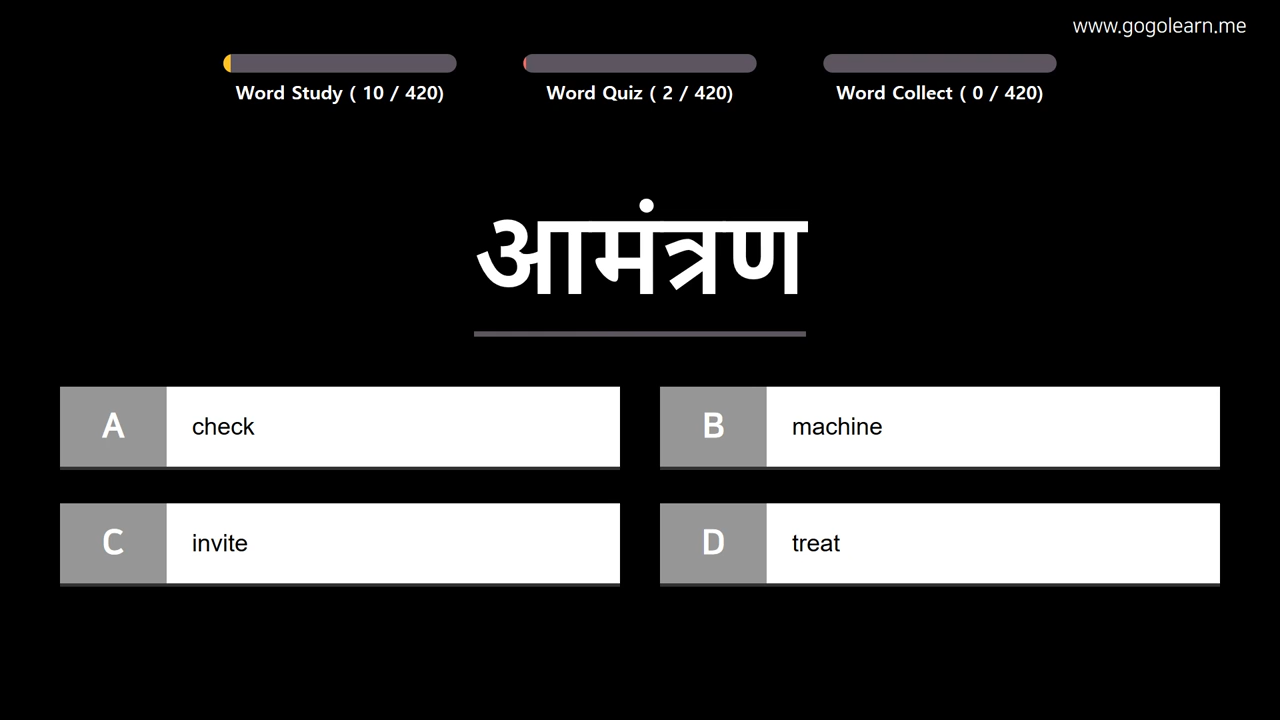 www.gogolearn.me
Word Study ( 10 / 420)
Word Quiz ( 2 / 420)
Word Collect ( 0 / 420)
आमंत्रण
A check
B machine
C invite
D treat